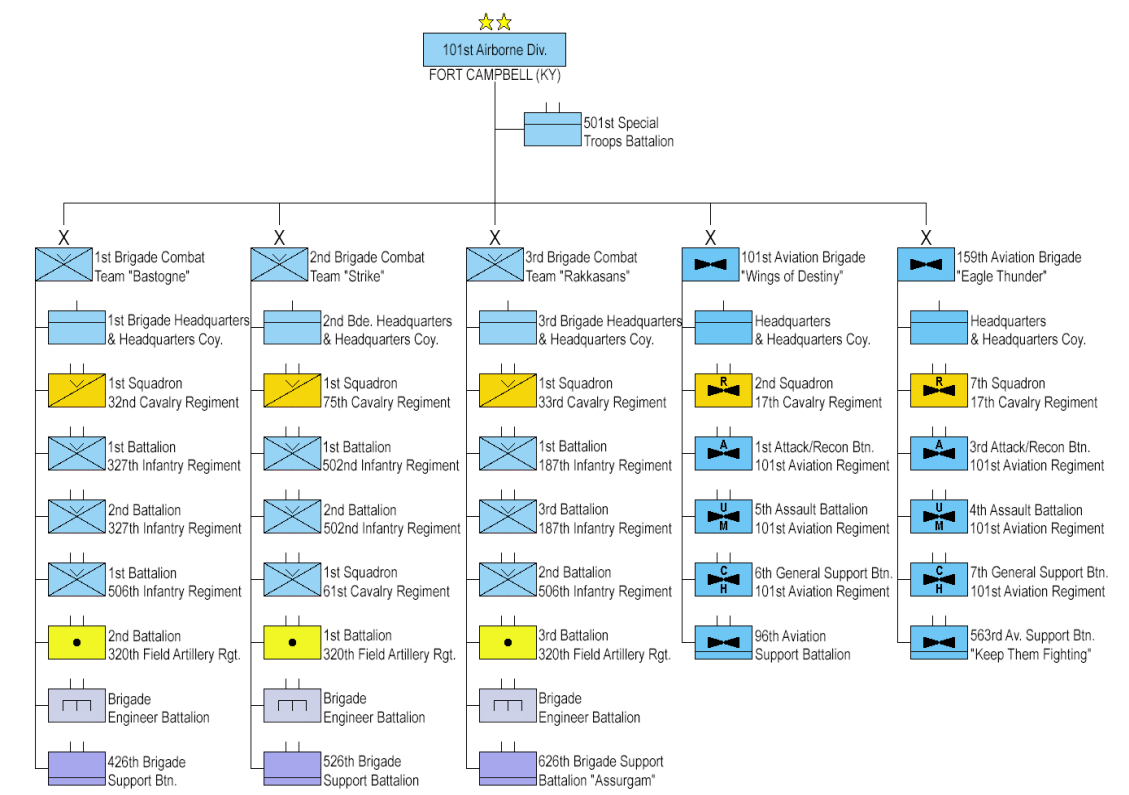 101st Airborne Div.
FORT CAMPBELL (KY)
501st Special
Troops Battalion
X
1st Brigade Combat
Team "Bastogne"
1st Brigade Headquarters
& Headquarters Coy.
1st Squadron
32nd Cavalry Regiment
1st Battalion
327th Infantry Regiment
2nd Battalion
327th Infantry Regiment
1st Battalion
506th Infantry Regiment
2nd Battalion
320th Field Artillery Rgt.
Brigade
Engineer Battalion
426th Brigade
Support Btn.
X
2nd Brigade Combat
Team "Strike"
2nd Bde. Headquarters
& Headquarters Coy.
1st Squadron
75th Cavalry Regiment
1st Battalion
502nd Infantry Regiment
2nd Battalion
502nd Infantry Regiment
1st Squadron
61st Cavalry Regiment
1st Battalion
320th Field Artillery Rgt.
Brigade
Engineer Battalion
526th Brigade
Support Battalion
X
3rd Brigade Combat
Team "Rakkasans"
3rd Brigade Headquarters
& Headquarters Coy.
1st Squadron
33rd Cavalry Regiment
1st Battalion
187th Infantry Regiment
3rd Battalion
187th Infantry Regiment
2nd Battalion
506th Infantry Regiment
3rd Battalion
320th Field Artillery Rgt.
Brigade
Engineer Battalion
626th Brigade Support
Battalion "Assurgam"
X
101st Aviation Brigade
"Wings of Destiny"
Headquarters
& Headquarters Coy.
R
2nd Squadron
17th Cavalry Regiment
A
1st Attack/Recon Btn.
101st Aviation Regiment
U
M
5th Assault Battalion
101st Aviation Regiment
C
H
6th General Support Btn.
101st Aviation Regiment
96th Aviation
Support Battalion
X
159th Aviation Brigade
"Eagle Thunder"
Headquarters
& Headquarters Coy.
R
7th Squadron
17th Cavalry Regiment
A
3rd Attack/Recon Btn.
101st Aviation Regiment
U
M
4th Assault Battalion
101st Aviation Regiment
C
H
7th General Support Btn.
101st Aviation Regiment
563rd Av. Support Btn.
"Keep Them Fighting"